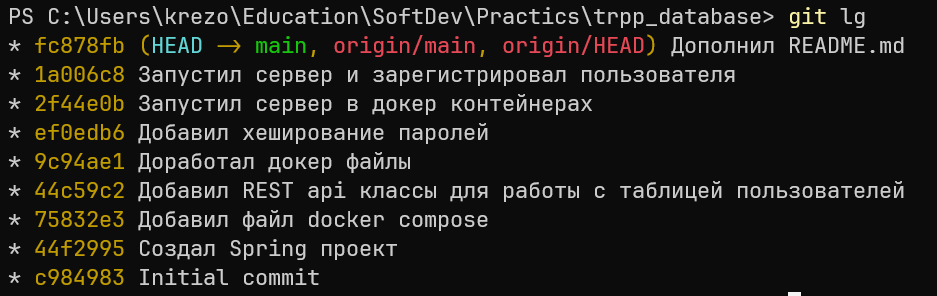 PS C:\Users\krezo\Education\SoftDev\Practics\trpp_database> git lg
* fc878fb (HEAD -> main, origin/main, origin/HEAD) Дополнил README.md
* 1a006c8 Запустил сервер и зарегистрировал пользователя
* 2f44e0b Запустил сервер в докер контейнерах
* ef0edb6 Добавил хеширование паролей
* 9c94ae1 Доработал докер файлы
* 44c59c2 Добавил REST api классы для работы с таблицей пользователей
* 75832e3 Добавил файл docker compose
* 44f2995 Создал Spring проект
* c984983 Initial commit